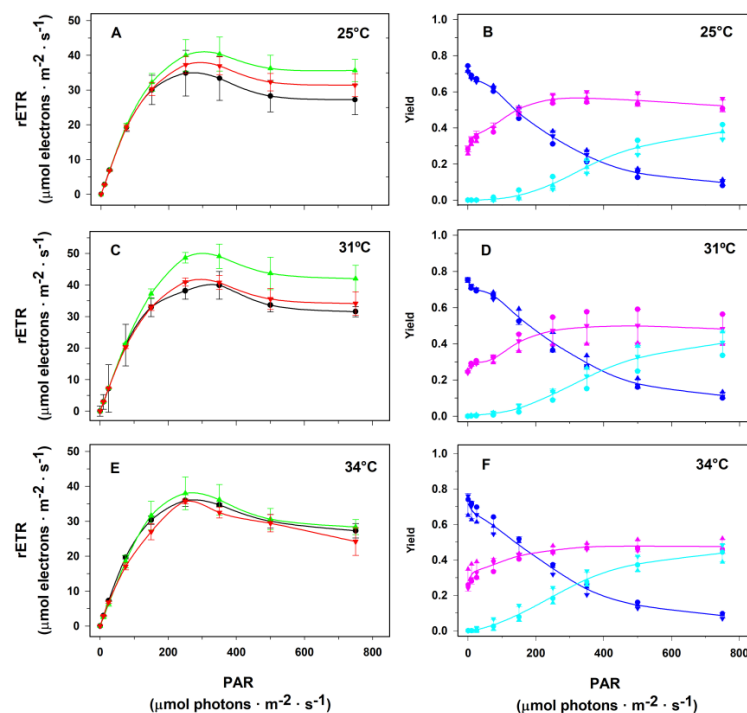 A 25°C
50
40
30
20
10
0
rETR
(μmol electrons · m-2 · s-1)
B 25°C
1.0
0.8
0.6
0.4
0.2
0.0
Yield
C 31°C
60
50
40
30
20
10
0
rETR
(μmol electrons · m-2 · s-1)
D 31°C
1.0
0.8
0.6
0.4
0.2
0.0
Yield
E 34°C
50
40
30
20
10
0
rETR
(μmol electrons · m-2 · s-1)
0 200 400 600 800
PAR
(μmol photons · m-2 · s-1)
F 34°C
1.0
0.8
0.6
0.4
0.2
0.0
Yield
0 200 400 600 800
PAR
(μmol photons · m-2 · s-1)